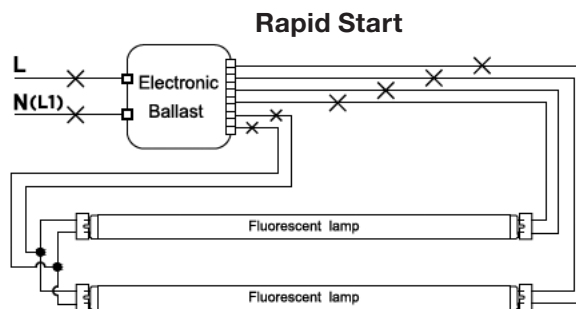 Rapid Start
L
Electronic
N(L1)
Ballast
Fluorescent lamp
Fluorescent lamp